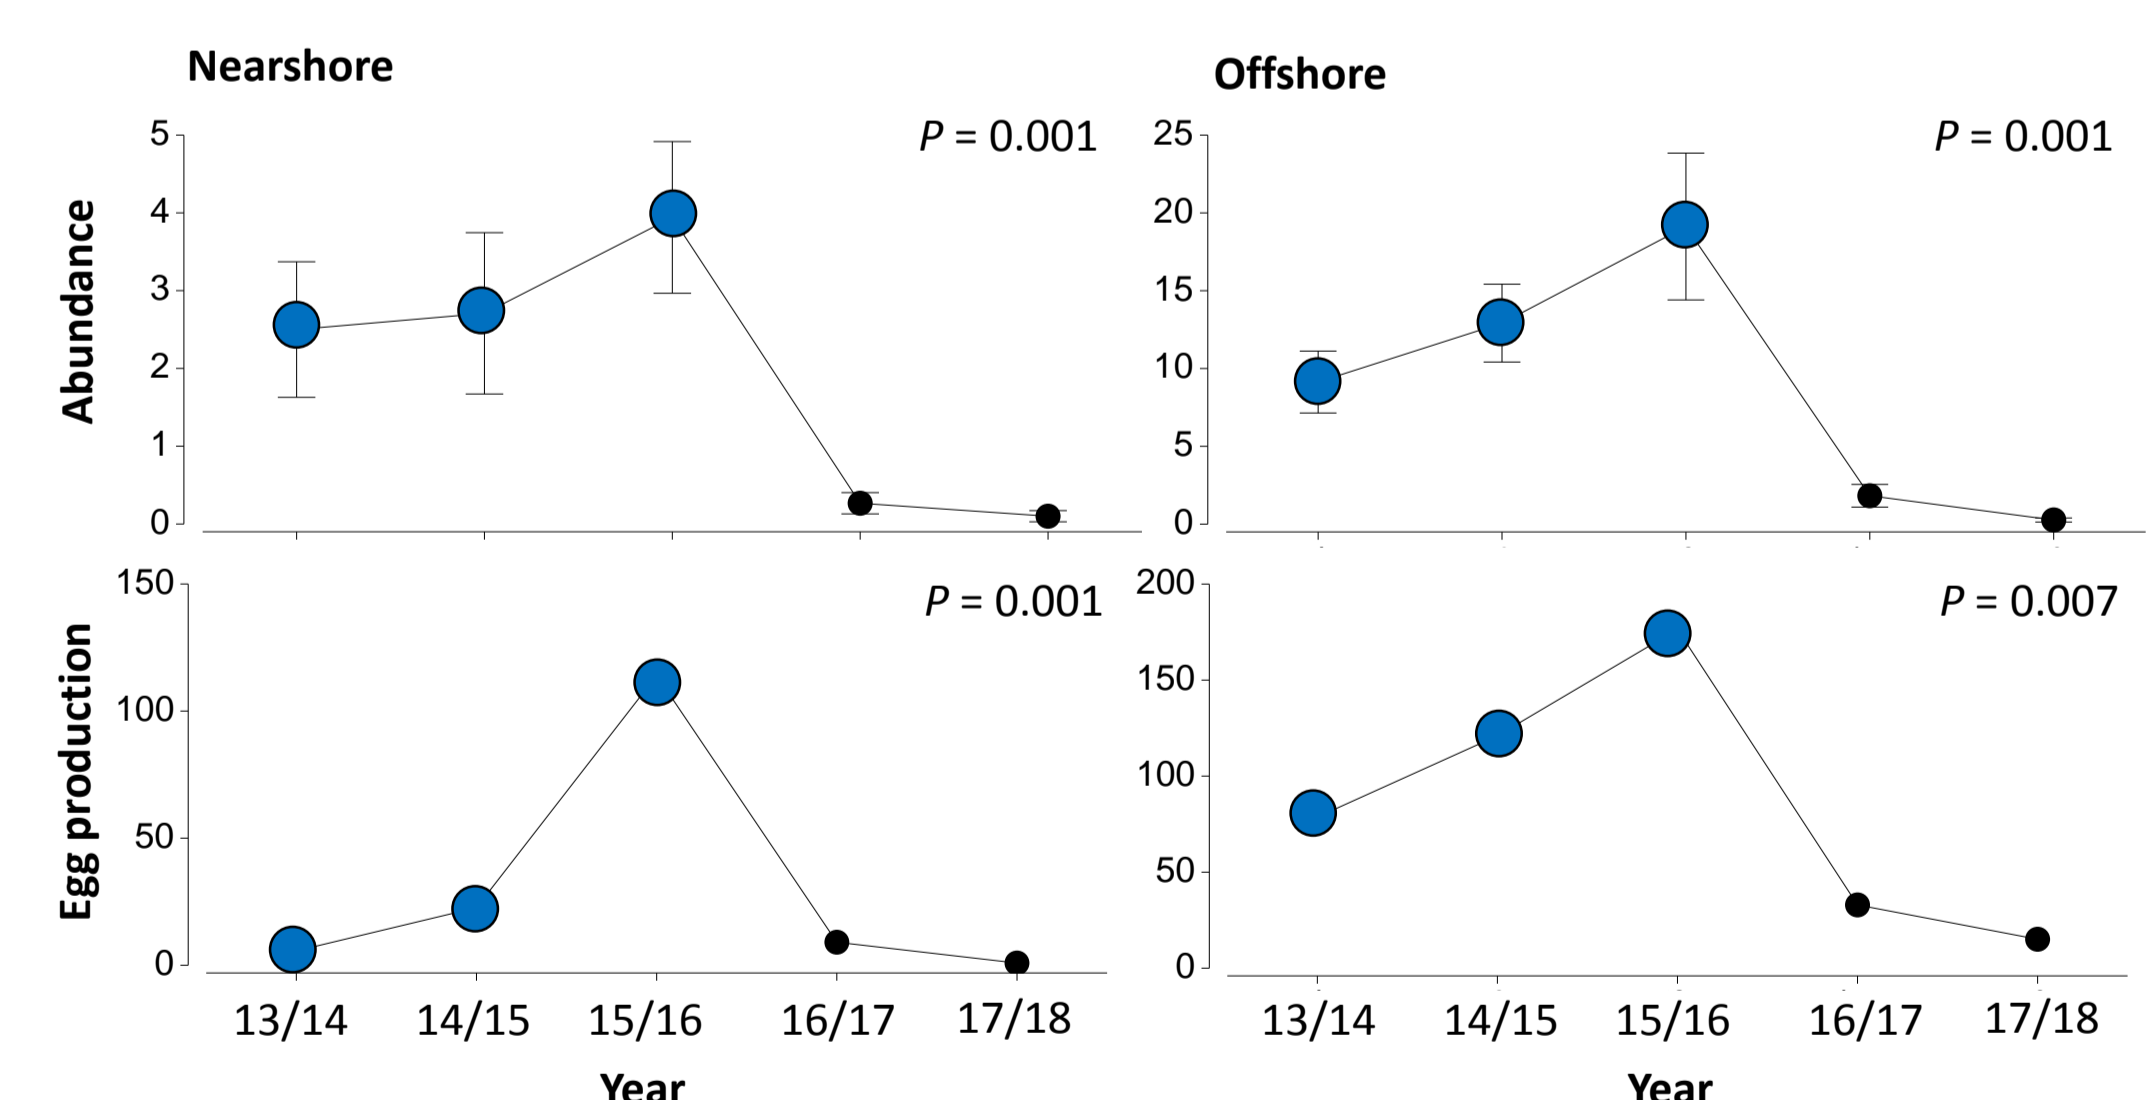 Nearshore
P = 0.001
5
4
3
2
1
0
Abundance
Offshore
P = 0.001
25
20
15
10
5
0
P = 0.001
150
100
50
0
Egg production
13/14 14/15 15/16 16/17 17/18
Year
P = 0.007
200
150
100
50
0
13/14 14/15 15/16 16/17 17/18
Year